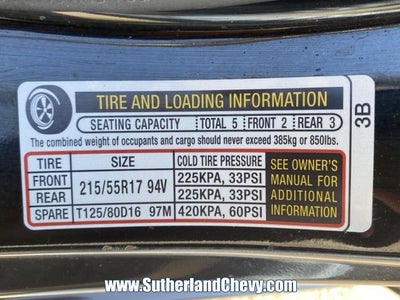 TIRE AND LOADING INFORMATION
SEATING CAPACITY TOTAL 5 FRONT 2 REAR 3
The combined weight of occupants and cargo should never exceed 385kg or 850lbs.
3B
TIRE SIZE COLD TIRE PRESSURE
FRONT 215/55R17 94V 225KPA, 33PSI
REAR 225KPA, 33PSI
SPARE T125/80D16 97M 420KPA, 60PSI
SEE OWNER'S
MANUAL FOR
ADDITIONAL
INFORMATION
www.SutherlandChevy.com